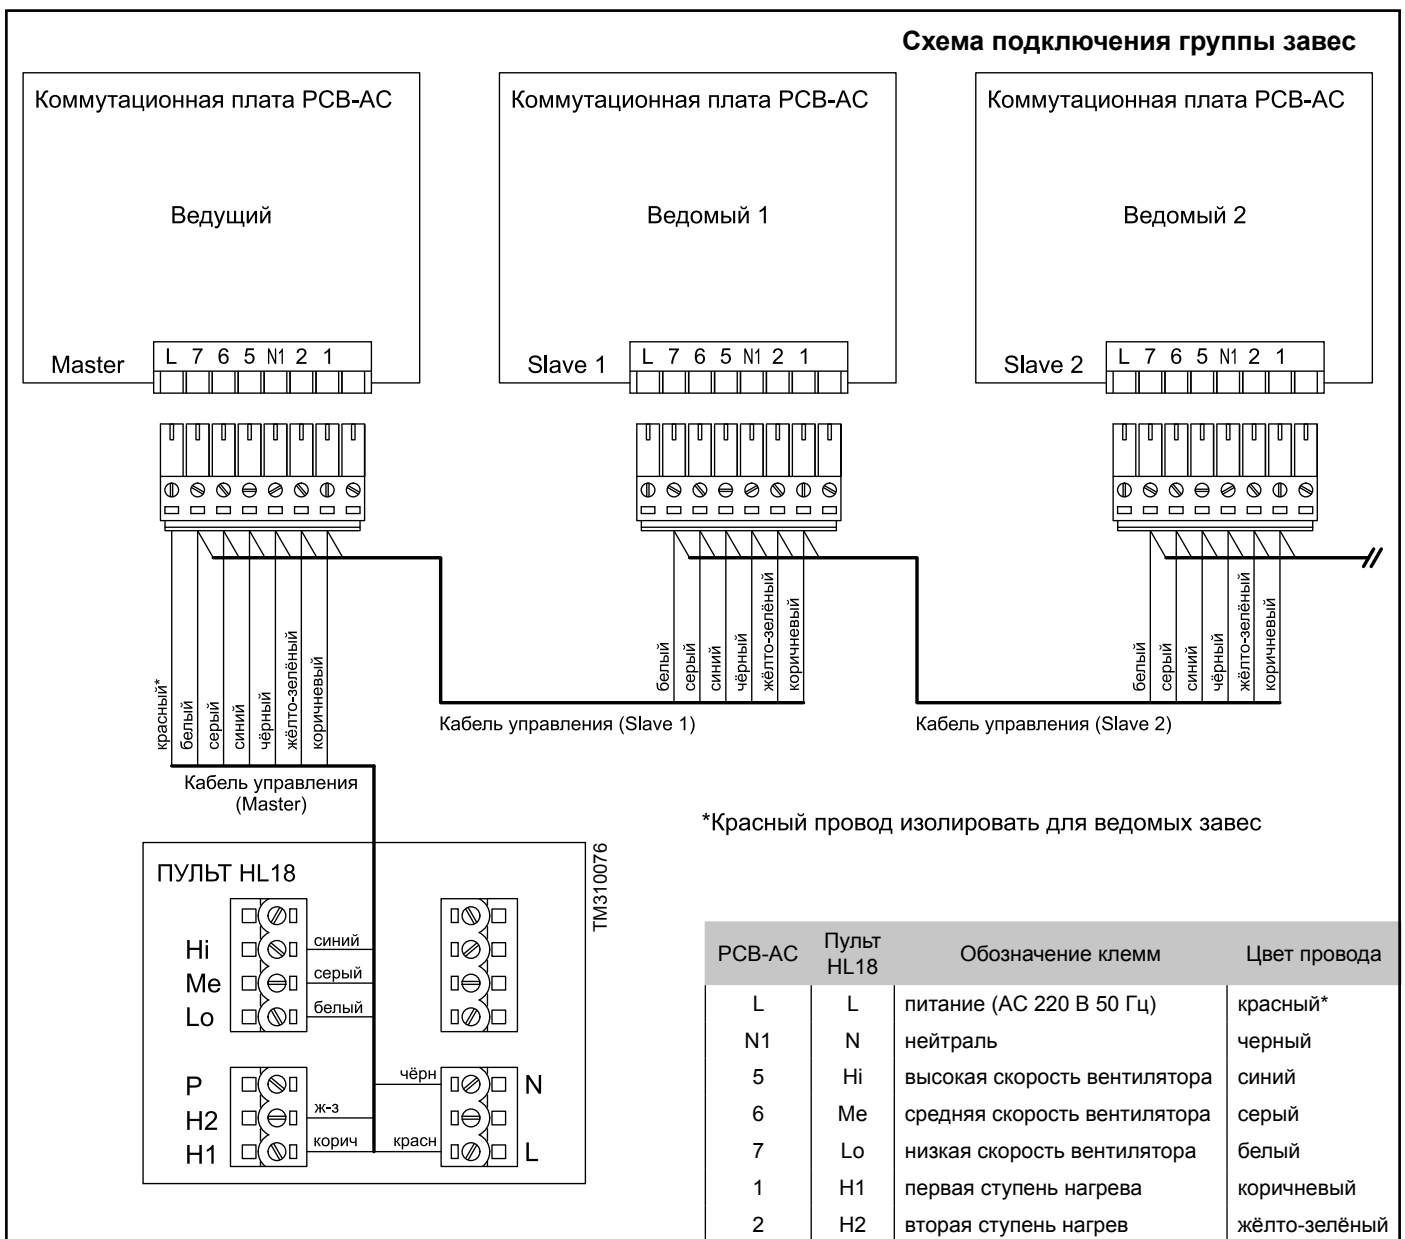 Схема подключения группы завес
Коммутационная плата PCB-AC
Ведущий
Master
L 7 6 5 N1 2 1
Коммутационная плата PCB-AC
Ведомый 1
Slave 1
L 7 6 5 N1 2 1
Коммутационная плата PCB-AC
Ведомый 2
Slave 2
L 7 6 5 N1 2 1
красный*
белый
серый
синий
чёрный
жёлто-зелёный
коричневый
Кабель управления
(Master)
белый
серый
синий
чёрный
жёлто-зелёный
коричневый
Кабель управления (Slave 1)
белый
серый
синий
чёрный
жёлто-зелёный
коричневый
Кабель управления (Slave 2)
*Красный провод изолировать для ведомых завес
ПУЛЬТ HL18
TM310076
Hi синий
Me серый
Lo белый
P чёрн N
H2 ж-з
H1 корич красн L
PCB-AC Пульт HL18 Обозначение клемм Цвет провода
L L питание (AC 220 В 50 Гц) красный*
N1 N нейтраль черный
5 Hi высокая скорость вентилятора синий
6 Me средняя скорость вентилятора серый
7 Lo низкая скорость вентилятора белый
1 H1 первая ступень нагрева коричневый
2 H2 вторая ступень нагрев жёлто-зелёный